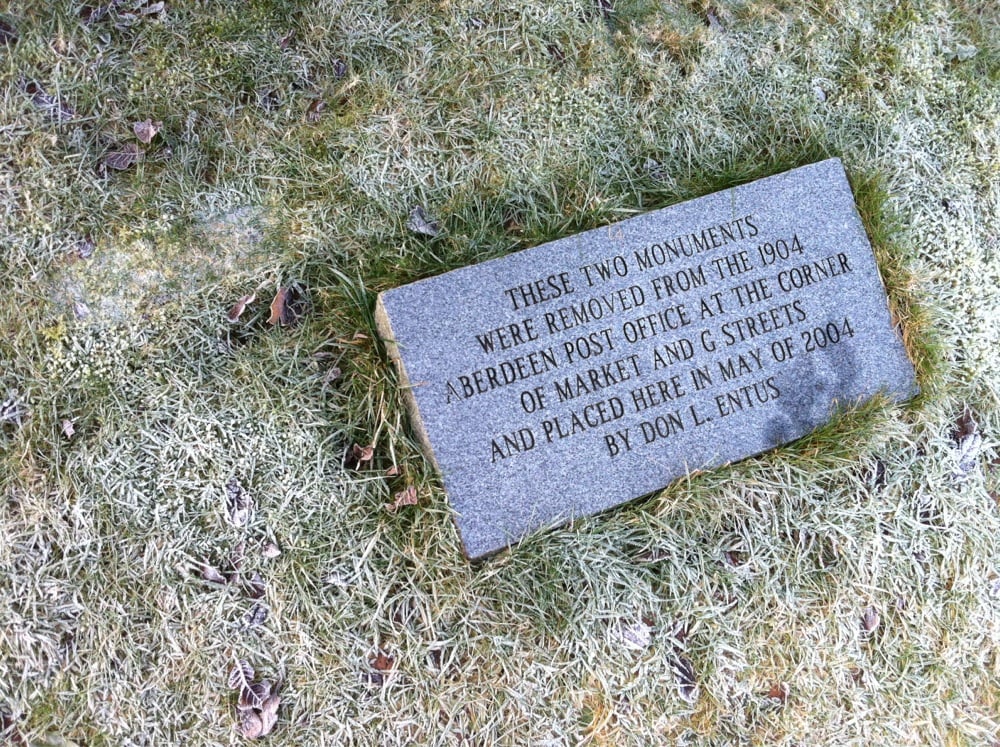 THESE TWO MONUMENTS
WERE REMOVED FROM THE 1904
ABERDEEN POST OFFICE AT THE CORNER
OF MARKET AND G STREETS
AND PLACED HERE IN MAY OF 2004
BY DON L. ENTUS